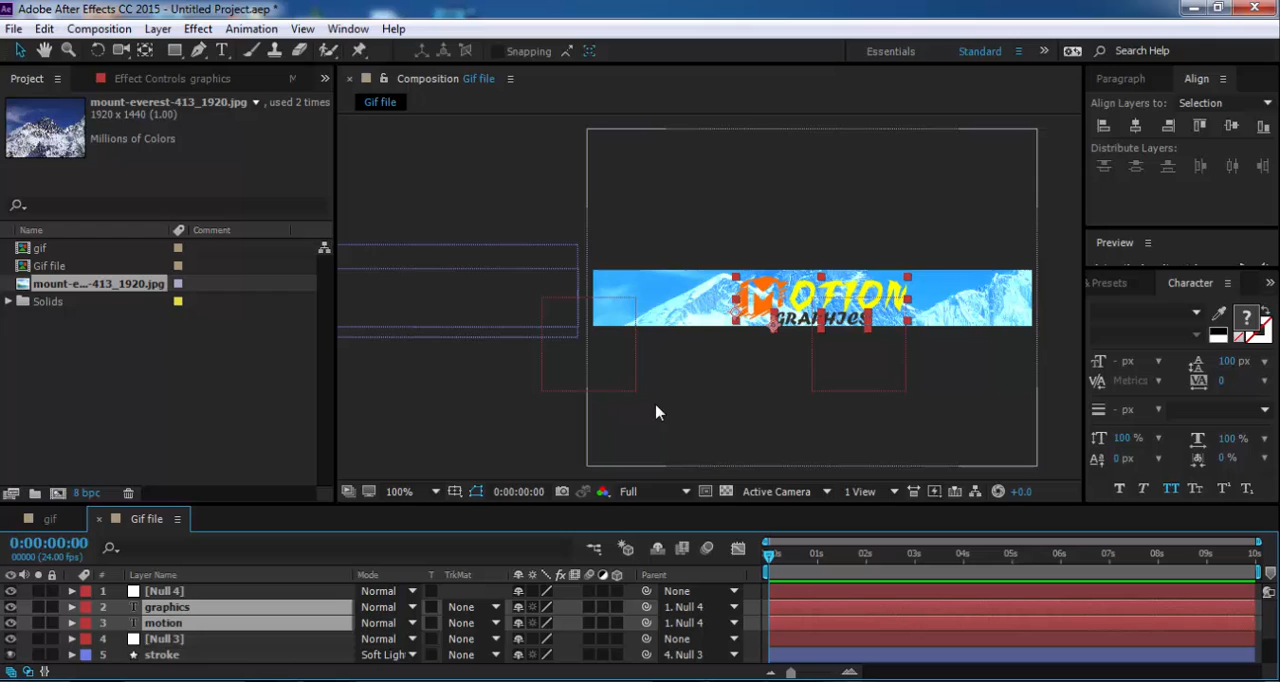 Adobe After Effects CC 2015 - Untitled Project.aep *
File Edit Composition Layer Effect Animation View Window Help
Snapping Essentials Standard Search Help
Project Effect Controls graphics M Composition Gif file Paragraph Align
mount-everest-413_1920.jpg , used 2 times
1920 x 1440 (1.00)
Millions of Colors
Gif file
Align Layers to: Selection
Distribute Layers:
Name Comment
gif
Gif file
mount-e...-413_1920.jpg
Solids
MOTION
GRAPHICS
Preview
Presets Character
?
- px 100 px
Metrics 0
- px
100 % 100 %
0 px 0 %
T T TT Tt T¹ T₁
8 bpc 100% 0:00:00:00 Full Active Camera 1 View +0.0
gif Gif file
0:00:00:00
00000 (24.00 fps)
01s 02s 03s 04s 05s 06s 07s 08s 09s 10s
# Layer Name Mode T TrkMat fx Parent
1 [Null 4] Normal None
2 T graphics Normal None 1. Null 4
3 T motion Normal None 1. Null 4
4 [Null 3] Normal None None
5 stroke Soft Ligh None 4. Null 3